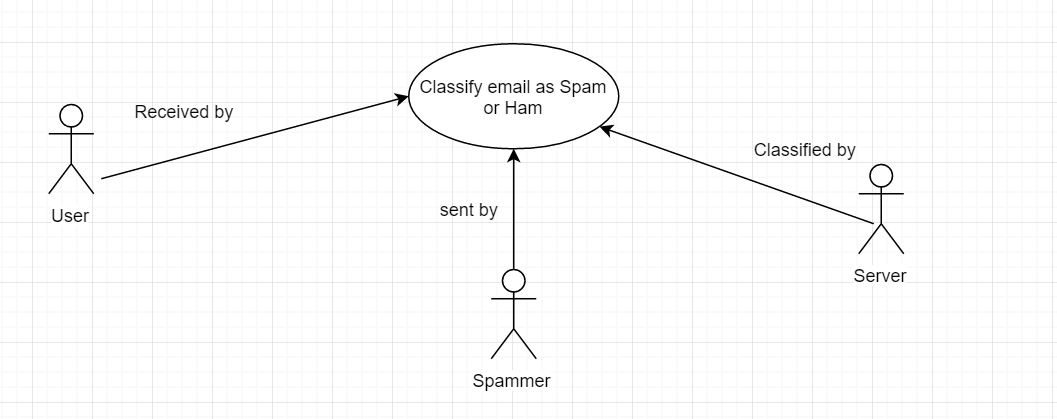 Classify email as Spam
or Ham
Received by
Classified by
User
sent by
Server
Spammer